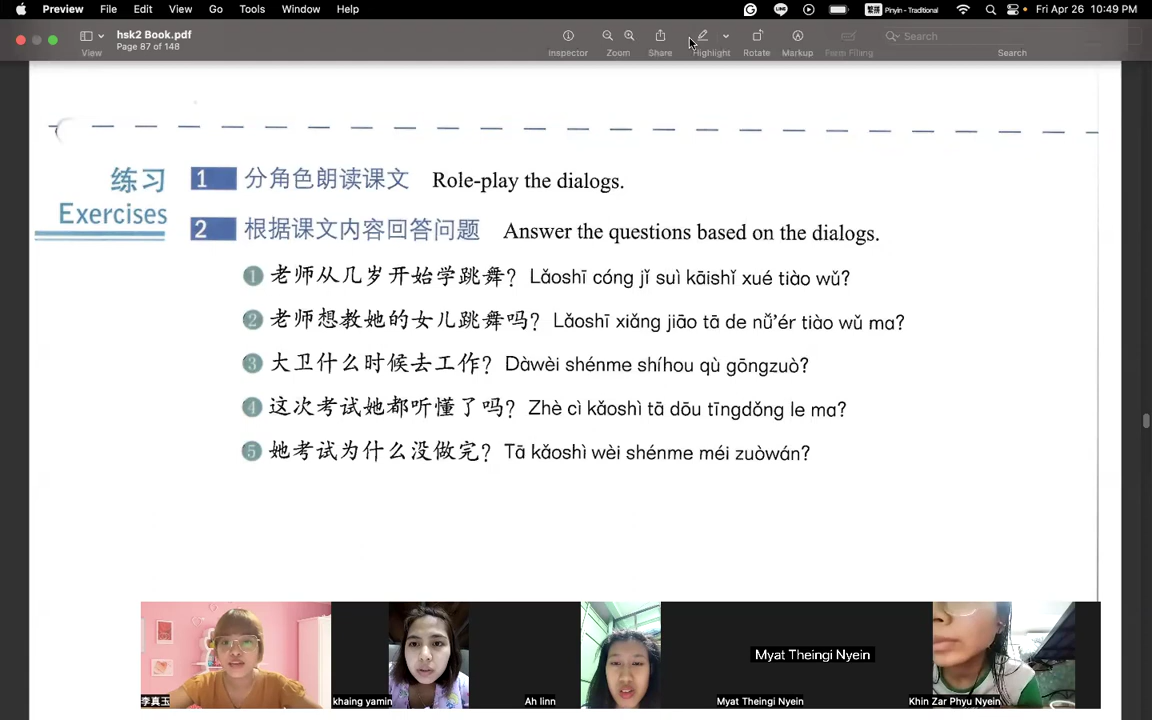 Preview File Edit View Go Tools Window Help Pinyin - Traditional Fri Apr 26 10:49 PM
hsk2 Book.pdf
Page 87 of 148
Search
View Inspector Zoom Share Highlight Rotate Markup Form Filling Search
练习 1 分角色朗读课文 Role-play the dialogs.
Exercises
2 根据课文内容回答问题 Answer the questions based on the dialogs.
1 老师从几岁开始学跳舞? Lǎoshī cóng jǐ suì kāishǐ xué tiào wǔ?
2 老师想教她的女儿跳舞吗? Lǎoshī xiǎng jiāo tā de nǚ'ér tiào wǔ ma?
3 大卫什么时候去工作? Dàwèi shénme shíhou qù gōngzuò?
4 这次考试她都听懂了吗? Zhè cì kǎoshì tā dōu tīngdǒng le ma?
5 她考试为什么没做完? Tā kǎoshì wèi shénme méi zuòwán?
Myat Theingi Nyein
李真玉 khaing yamin Ah linn Myat Theingi Nyein Khin Zar Phyu Nyein